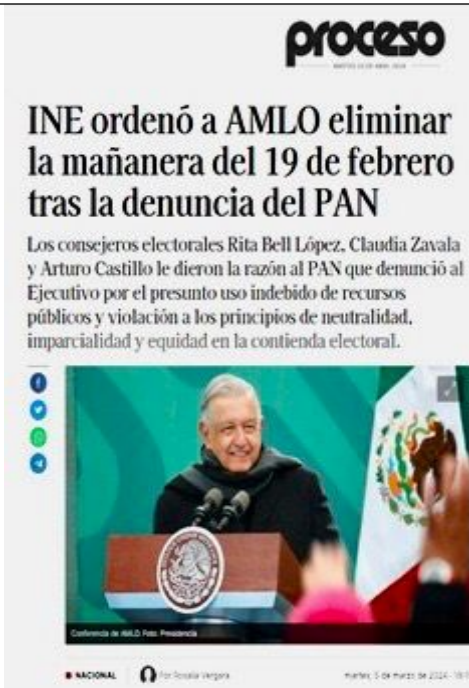 proceso
INE ordenó a AMLO eliminar
la mañanera del 19 de febrero
tras la denuncia del PAN
Los consejeros electorales Rita Bell López, Claudia Zavala
y Arturo Castillo le dieron la razón al PAN que denunció al
Ejecutivo por el presunto uso indebido de recursos
públicos y violación a los principios de neutralidad,
imparcialidad y equidad en la contienda electoral.
Conferencia de AMLO. Foto: Presidencia
NACIONAL Por Rosalía Vergara martes, 5 de marzo de 2024